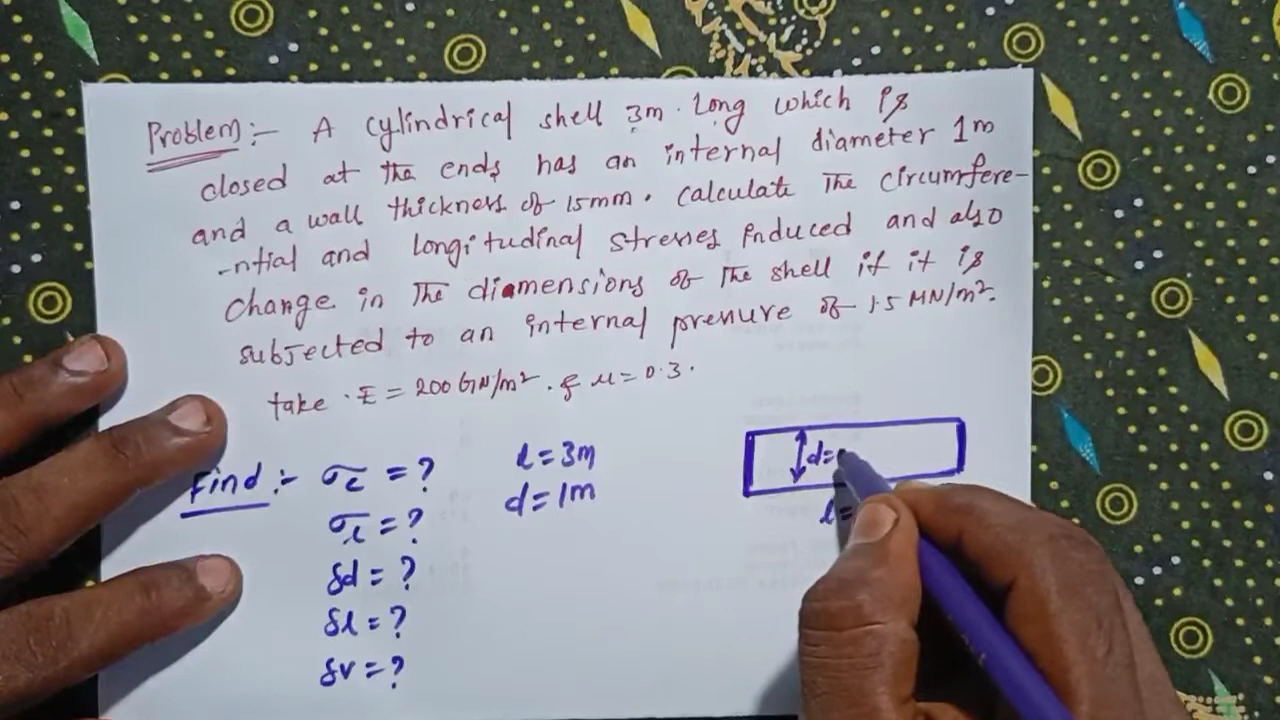 Problem:- A cylindrical shell 3m. Long which is
closed at the ends has an internal diameter 1m
and a wall thickness of 15mm. calculate The circumfere-
-ntial and longitudinal stresses induced and also
change in The diamensions of The shell if it is
subjected to an internal pressure of 1.5 MN/m².
take . E = 200 GN/m² . & μ = 0.3.
Find:- σc = ?
σl = ?
δd = ?
δl = ?
δv = ?
l = 3m
d = 1m
d=
l=